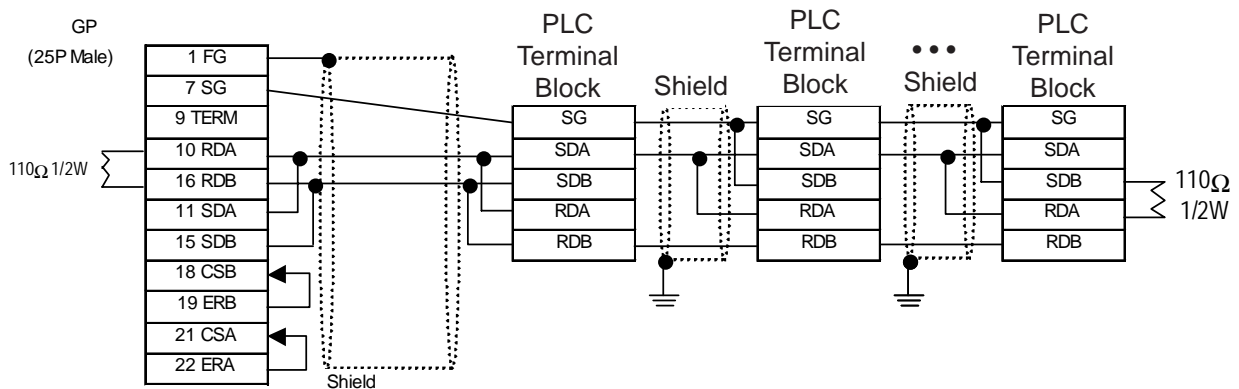 GP
(25P Male)
1 FG
7 SG
9 TERM
10 RDA
16 RDB
11 SDA
15 SDB
18 CSB
19 ERB
21 CSA
22 ERA
110Ω 1/2W
Shield
PLC
Terminal
Block
SG
SDA
SDB
RDA
RDB
Shield
PLC
Terminal
Block
SG
SDA
SDB
RDA
RDB
•••
Shield
PLC
Terminal
Block
SG
SDA
SDB
RDA
RDB
110Ω
1/2W